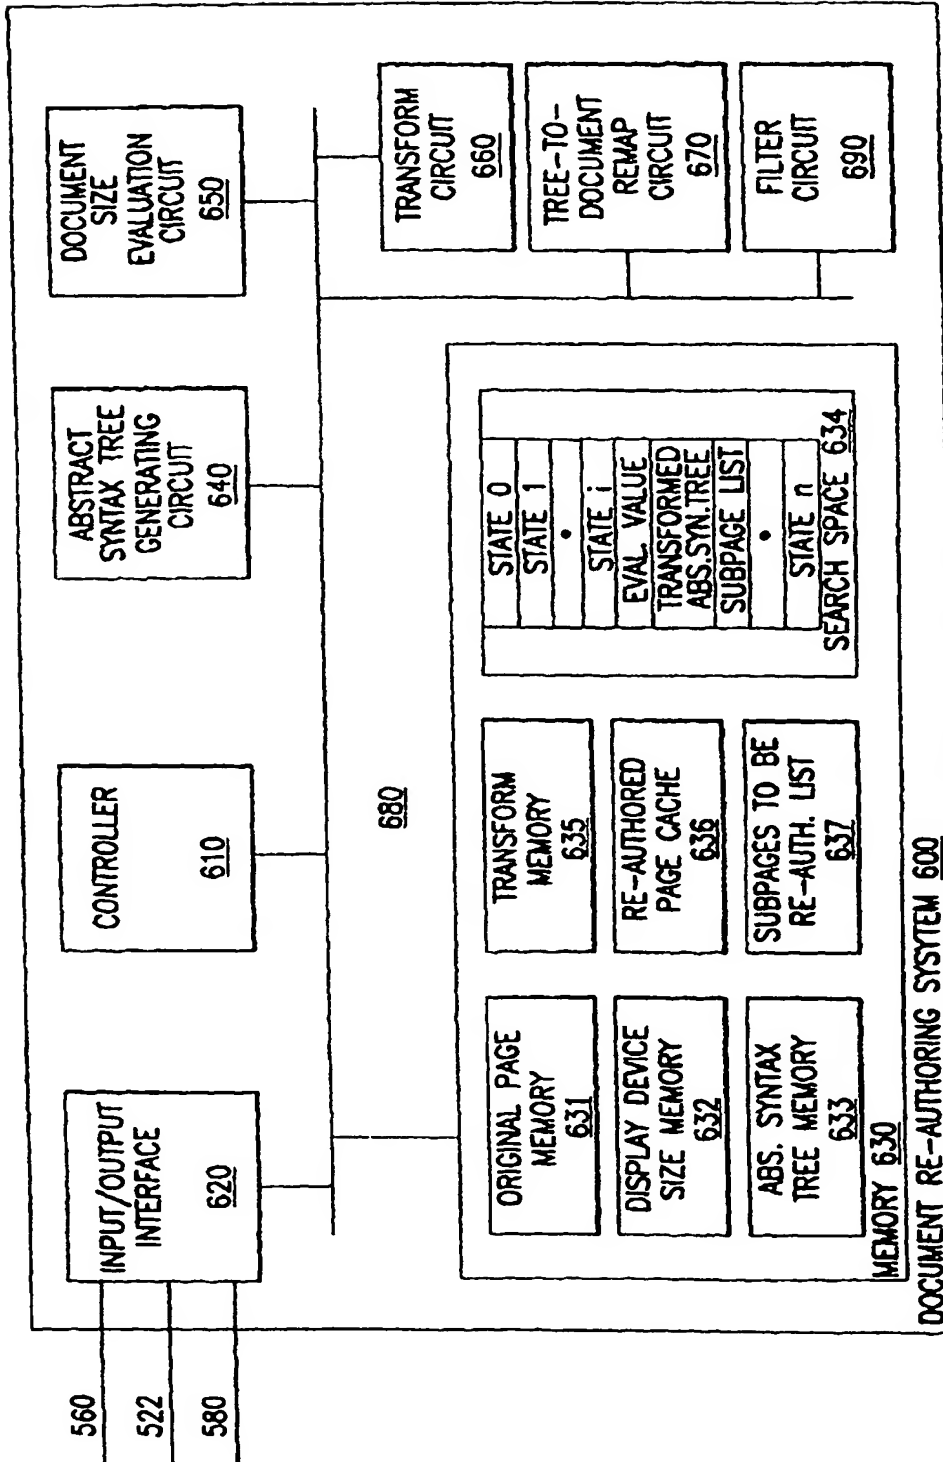 560
522
580
INPUT/OUTPUT
INTERFACE
620
CONTROLLER
610
ABSTRACT
SYNTAX TREE
GENERATING
CIRCUIT
640
DOCUMENT
SIZE
EVALUATION
CIRCUIT
650
680
TRANSFORM
CIRCUIT
660
TREE-TO-
DOCUMENT
REMAP
CIRCUIT
670
FILTER
CIRCUIT
690
ORIGINAL PAGE
MEMORY
631
DISPLAY DEVICE
SIZE MEMORY
632
ABS. SYNTAX
TREE MEMORY
633
TRANSFORM
MEMORY
635
RE-AUTHORED
PAGE CACHE
636
SUBPAGES TO BE
RE-AUTH. LIST
637
STATE 0
STATE 1
•
STATE i
EVAL. VALUE
TRANSFORMED
ABS.SYN.TREE
SUBPAGE LIST
•
STATE n
SEARCH SPACE 634
MEMORY 630
DOCUMENT RE-AUTHORING SYSYTEM 600